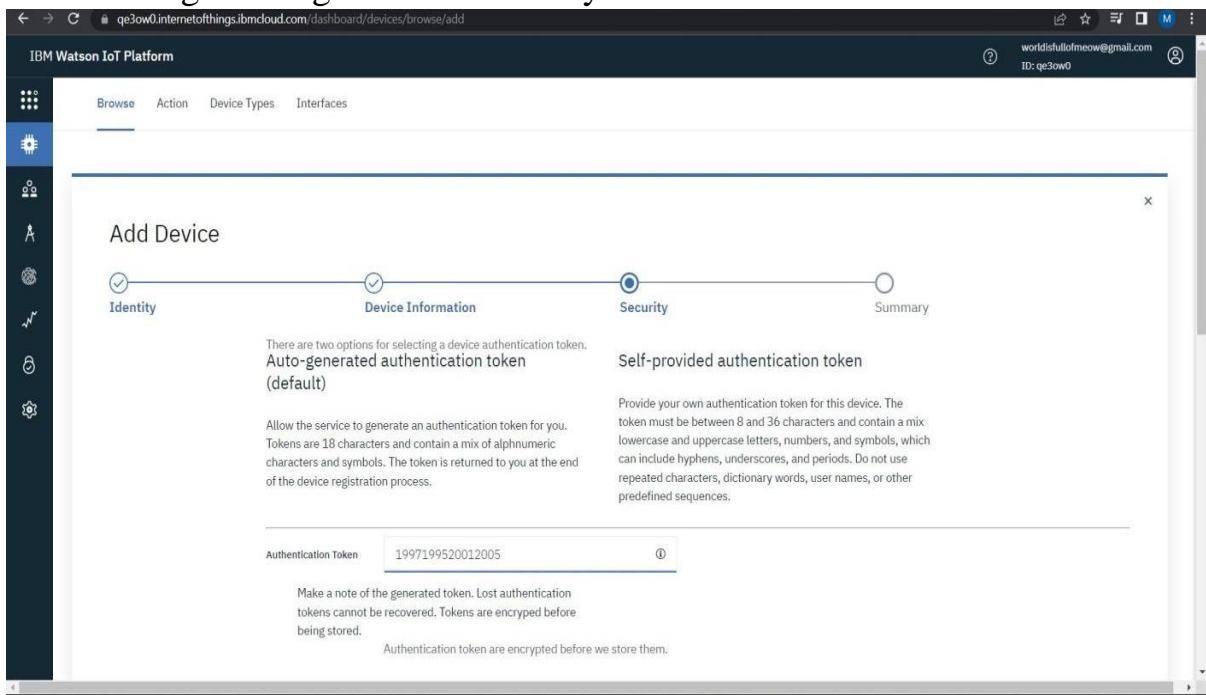 qe3ow0.internetofthings.ibmcloud.com/dashboard/devices/browse/add
M
IBM Watson IoT Platform
worldisfullofmeow@gmail.com
ID: qe3ow0
Browse Action Device Types Interfaces
Add Device
Identity
Device Information
Security
Summary
There are two options for selecting a device authentication token.
Auto-generated authentication token
(default)
Allow the service to generate an authentication token for you.
Tokens are 18 characters and contain a mix of alphnumeric
characters and symbols. The token is returned to you at the end
of the device registration process.
Self-provided authentication token
Provide your own authentication token for this device. The
token must be between 8 and 36 characters and contain a mix
lowercase and uppercase letters, numbers, and symbols, which
can include hyphens, underscores, and periods. Do not use
repeated characters, dictionary words, user names, or other
predefined sequences.
Authentication Token
1997199520012005
Make a note of the generated token. Lost authentication
tokens cannot be recovered. Tokens are encryped before
being stored.
Authentication token are encrypted before we store them.